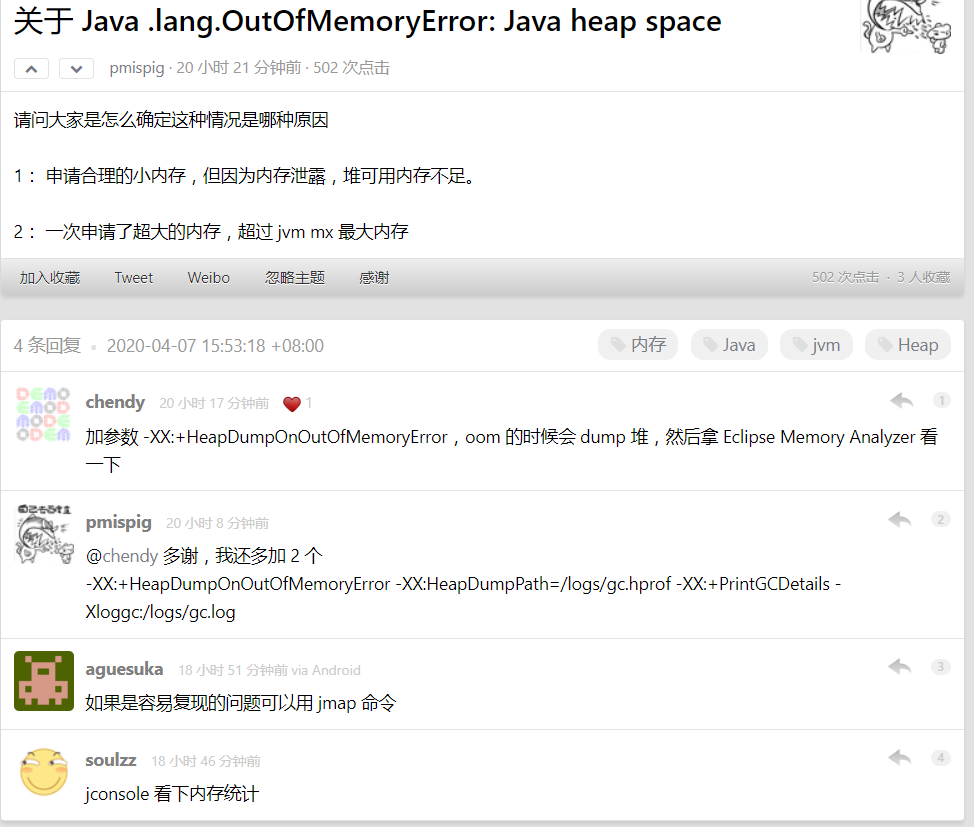 关于 Java .lang.OutOfMemoryError: Java heap space
pmispig · 20 小时 21 分钟前 · 502 次点击
请问大家是怎么确定这种情况是哪种原因
1： 申请合理的小内存，但因为内存泄露，堆可用内存不足。
2： 一次申请了超大的内存，超过 jvm mx 最大内存
加入收藏 Tweet Weibo 忽略主题 感谢 502 次点击 · 3 人收藏
4 条回复 • 2020-04-07 15:53:18 +08:00 内存 Java jvm Heap
DEMO
EMOD
MODE
ODEM
chendy 20 小时 17 分钟前 ❤ 1 1
加参数 -XX:+HeapDumpOnOutOfMemoryError，oom 的时候会 dump 堆，然后拿 Eclipse Memory Analyzer 看
一下
pmispig 20 小时 8 分钟前 2
@chendy 多谢，我还多加 2 个
-XX:+HeapDumpOnOutOfMemoryError -XX:HeapDumpPath=/logs/gc.hprof -XX:+PrintGCDetails -
Xloggc:/logs/gc.log
aguesuka 18 小时 51 分钟前 via Android 3
如果是容易复现的问题可以用 jmap 命令
soulzz 18 小时 46 分钟前 4
jconsole 看下内存统计